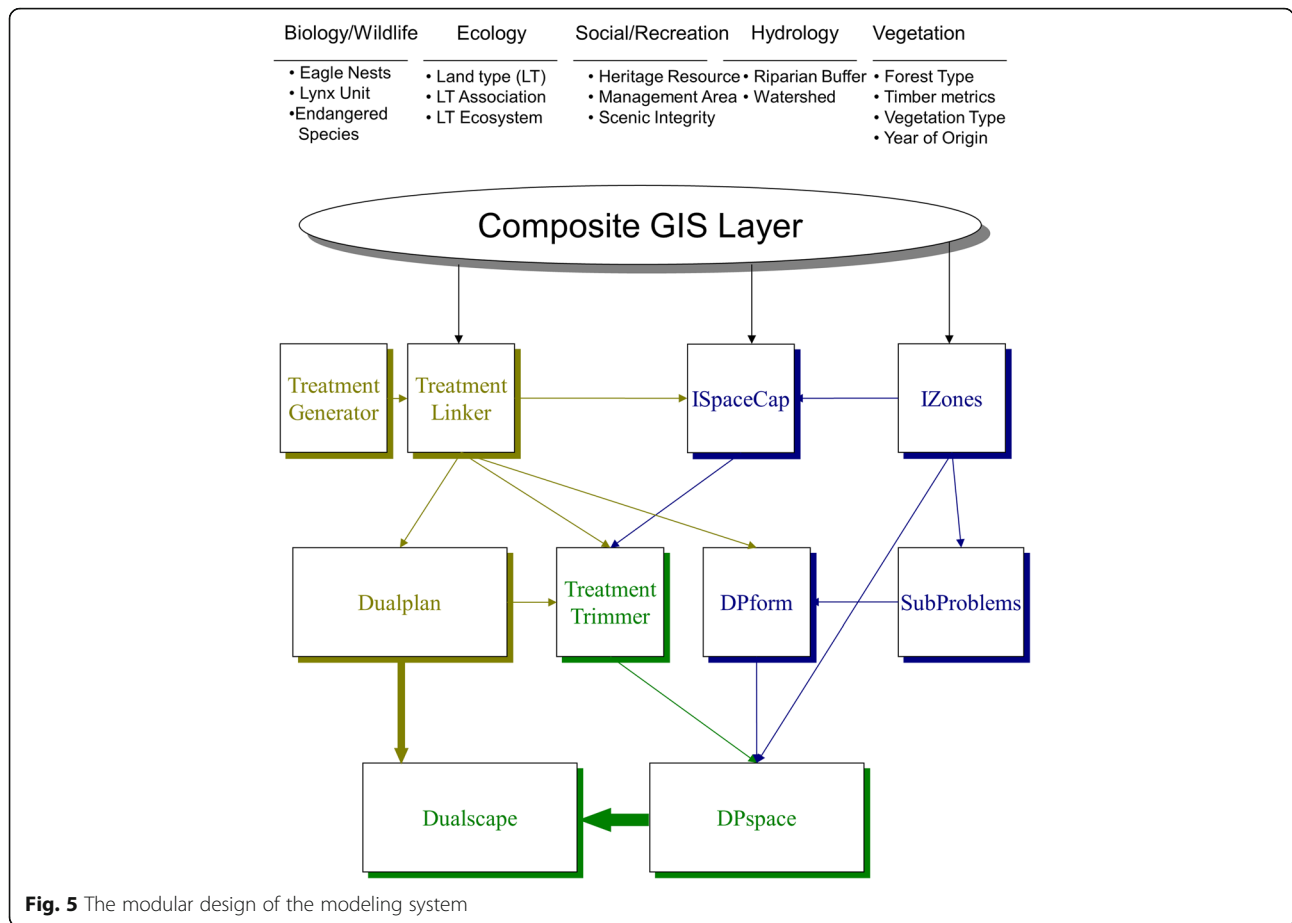 Biology/Wildlife
• Eagle Nests
• Lynx Unit
•Endangered
Species
Ecology
• Land type (LT)
• LT Association
• LT Ecosystem
Social/Recreation
• Heritage Resource
• Management Area
• Scenic Integrity
Hydrology
• Riparian Buffer
• Watershed
Vegetation
• Forest Type
• Timber metrics
• Vegetation Type
• Year of Origin
Composite GIS Layer
Treatment
Generator
Treatment
Linker
ISpaceCap
IZones
Dualplan
Treatment
Trimmer
DPform
SubProblems
Dualscape
DPspace
Fig. 5 The modular design of the modeling system